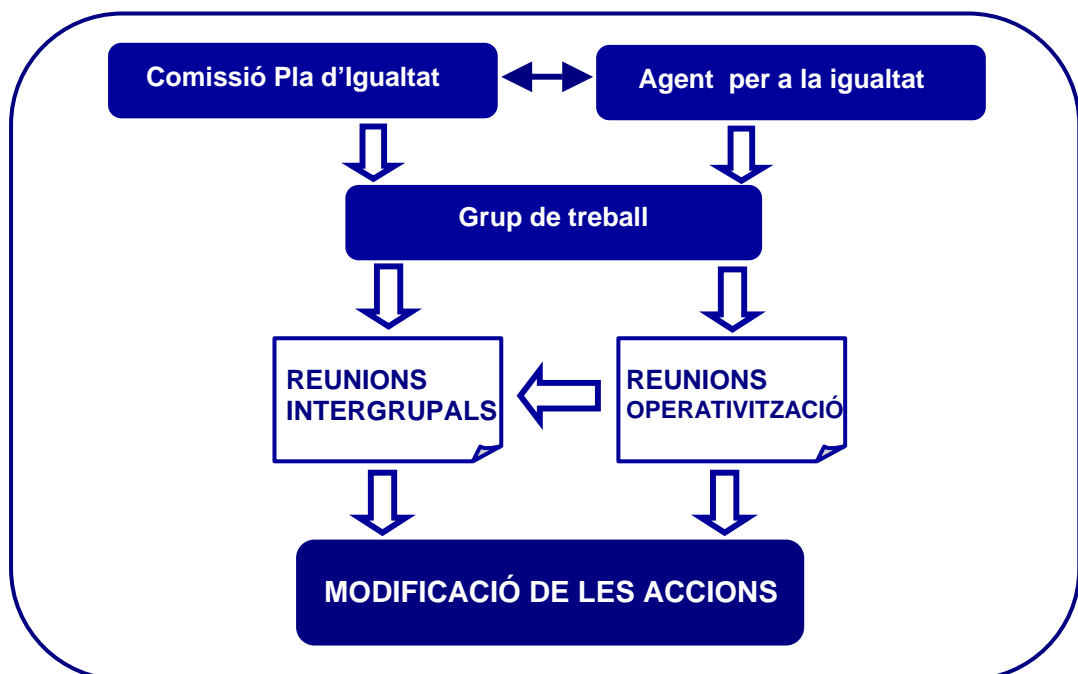 Comissió Pla d’Igualtat
Agent per a la igualtat
Grup de treball
REUNIONS
INTERGRUPALS
REUNIONS
OPERATIVITZACIÓ
MODIFICACIÓ DE LES ACCIONS